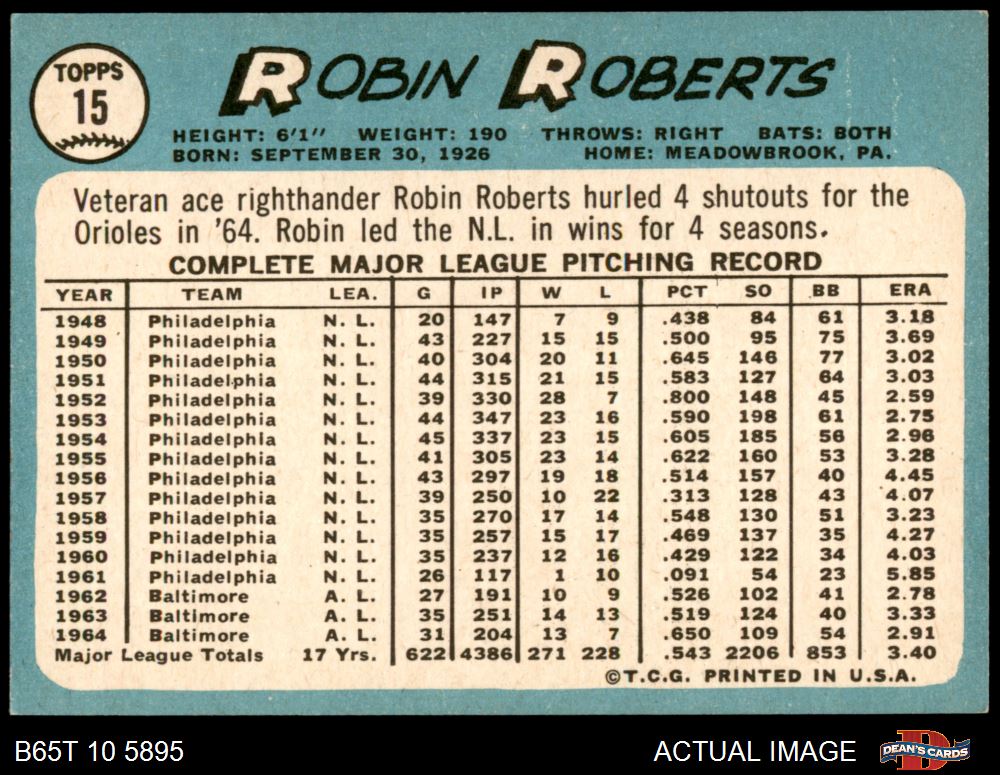 TOPPS
15
ROBIN ROBERTS
HEIGHT: 6'1" WEIGHT: 190 THROWS: RIGHT BATS: BOTH
BORN: SEPTEMBER 30, 1926 HOME: MEADOWBROOK, PA.
Veteran ace righthander Robin Roberts hurled 4 shutouts for the
Orioles in '64. Robin led the N.L. in wins for 4 seasons.
COMPLETE MAJOR LEAGUE PITCHING RECORD
YEAR TEAM LEA. G IP W L PCT SO BB ERA
1948 Philadelphia N. L. 20 147 7 9 .438 84 61 3.18
1949 Philadelphia N. L. 43 227 15 15 .500 95 75 3.69
1950 Philadelphia N. L. 40 304 20 11 .645 146 77 3.02
1951 Philadelphia N. L. 44 315 21 15 .583 127 64 3.03
1952 Philadelphia N. L. 39 330 28 7 .800 148 45 2.59
1953 Philadelphia N. L. 44 347 23 16 .590 198 61 2.75
1954 Philadelphia N. L. 45 337 23 15 .605 185 56 2.96
1955 Philadelphia N. L. 41 305 23 14 .622 160 53 3.28
1956 Philadelphia N. L. 43 297 19 18 .514 157 40 4.45
1957 Philadelphia N. L. 39 250 10 22 .313 128 43 4.07
1958 Philadelphia N. L. 35 270 17 14 .548 130 51 3.23
1959 Philadelphia N. L. 35 257 15 17 .469 137 35 4.27
1960 Philadelphia N. L. 35 237 12 16 .429 122 34 4.03
1961 Philadelphia N. L. 26 117 1 10 .091 54 23 5.85
1962 Baltimore A. L. 27 191 10 9 .526 102 41 2.78
1963 Baltimore A. L. 35 251 14 13 .519 124 40 3.33
1964 Baltimore A. L. 31 204 13 7 .650 109 54 2.91
Major League Totals 17 Yrs. 622 4386 271 228 .543 2206 853 3.40
©T.C.G. PRINTED IN U.S.A.
B65T 10 5895 ACTUAL IMAGE DEAN'S CARDS